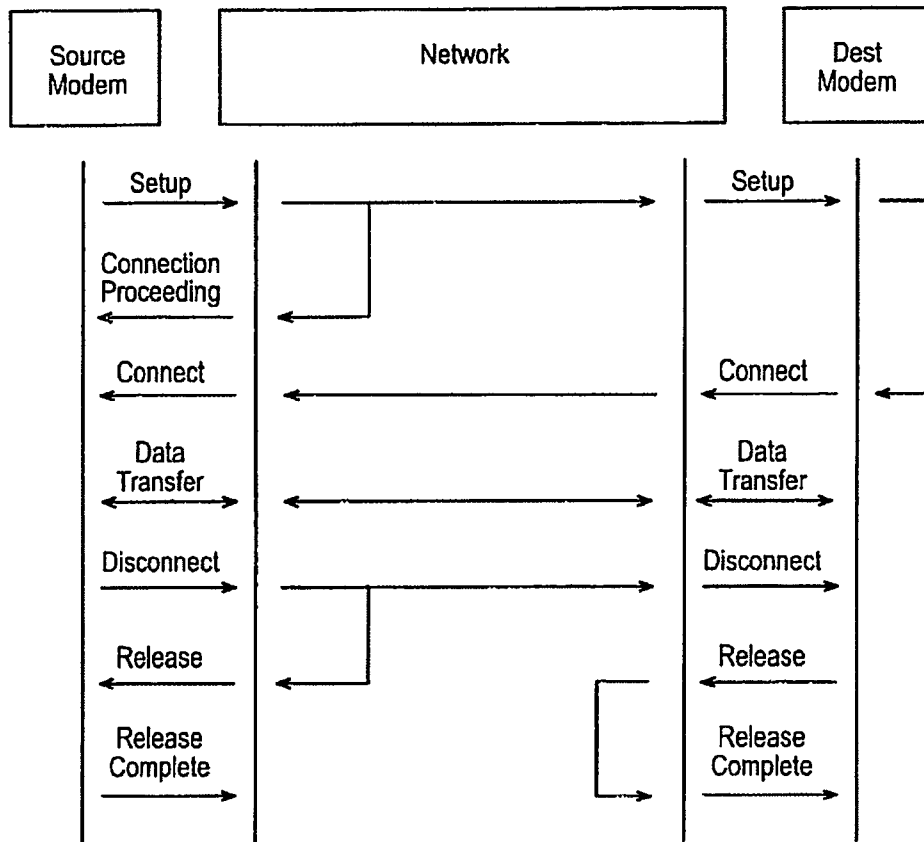 Source
Modem
Network
Dest
Modem
Setup
Setup
Connection
Proceeding
Connect
Connect
Data
Transfer
Data
Transfer
Disconnect
Disconnect
Release
Release
Release
Complete
Release
Complete